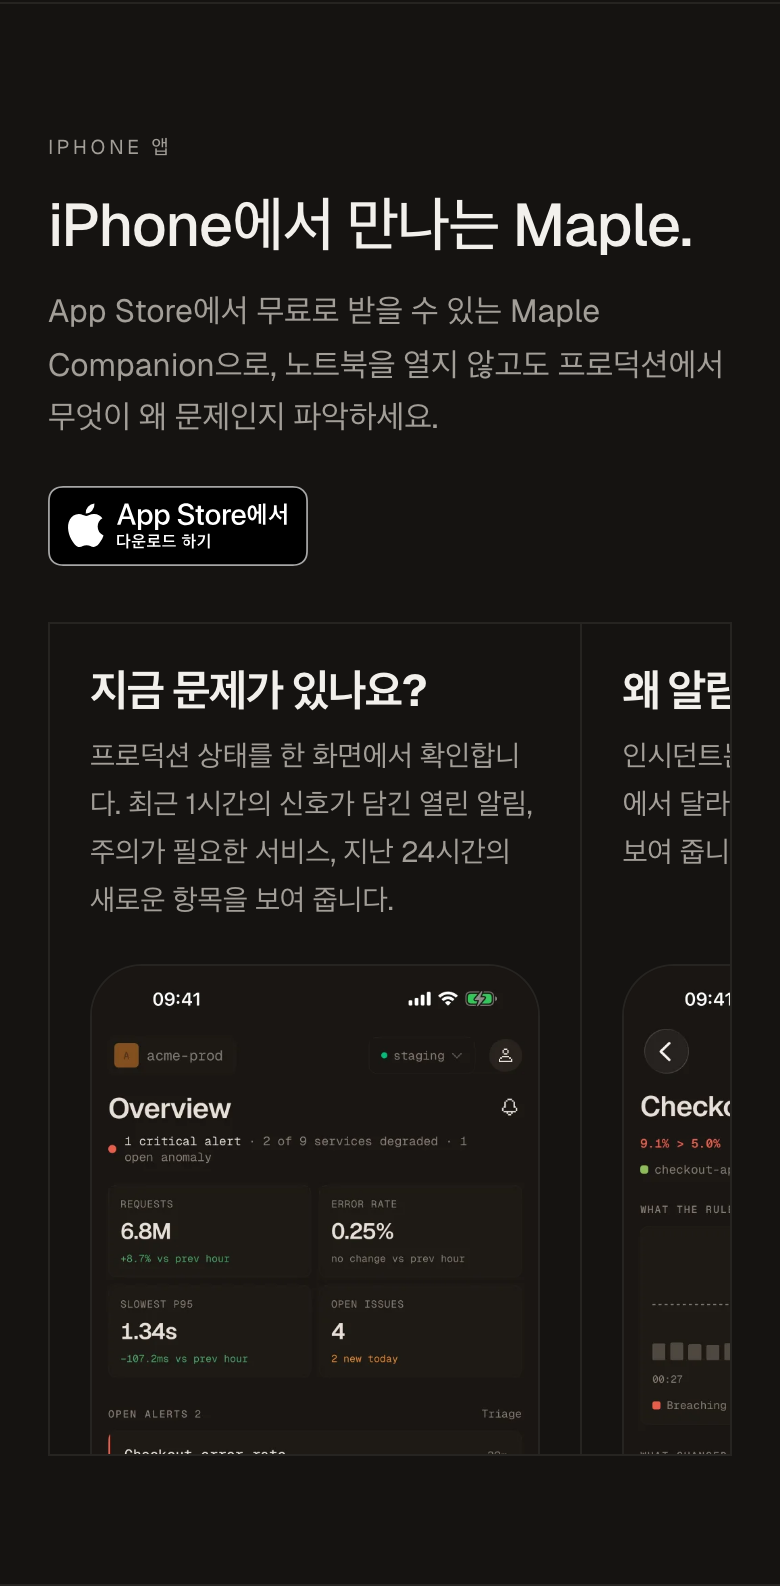 IPHONE 앱
iPhone에서 만나는 Maple.
App Store에서 무료로 받을 수 있는 Maple
Companion으로, 노트북을 열지 않고도 프로덕션에서
무엇이 왜 문제인지 파악하세요.
App Store에서
다운로드 하기
지금 문제가 있나요?
프로덕션 상태를 한 화면에서 확인합니
다. 최근 1시간의 신호가 담긴 열린 알림,
주의가 필요한 서비스, 지난 24시간의
새로운 항목을 보여 줍니다.
09:41
A acme-prod
staging
Overview
1 critical alert · 2 of 9 services degraded · 1
open anomaly
REQUESTS
6.8M
+8.7% vs prev hour
ERROR RATE
0.25%
no change vs prev hour
SLOWEST P95
1.34s
-107.2ms vs prev hour
OPEN ISSUES
4
2 new today
OPEN ALERTS 2
Triage
Checkout error rate
왜 알림
인시던트는
에서 달라
보여 줍니
09:41
Checko
9.1% > 5.0%
checkout-ap
WHAT THE RUL
00:27
Breaching
WHAT CHANGED